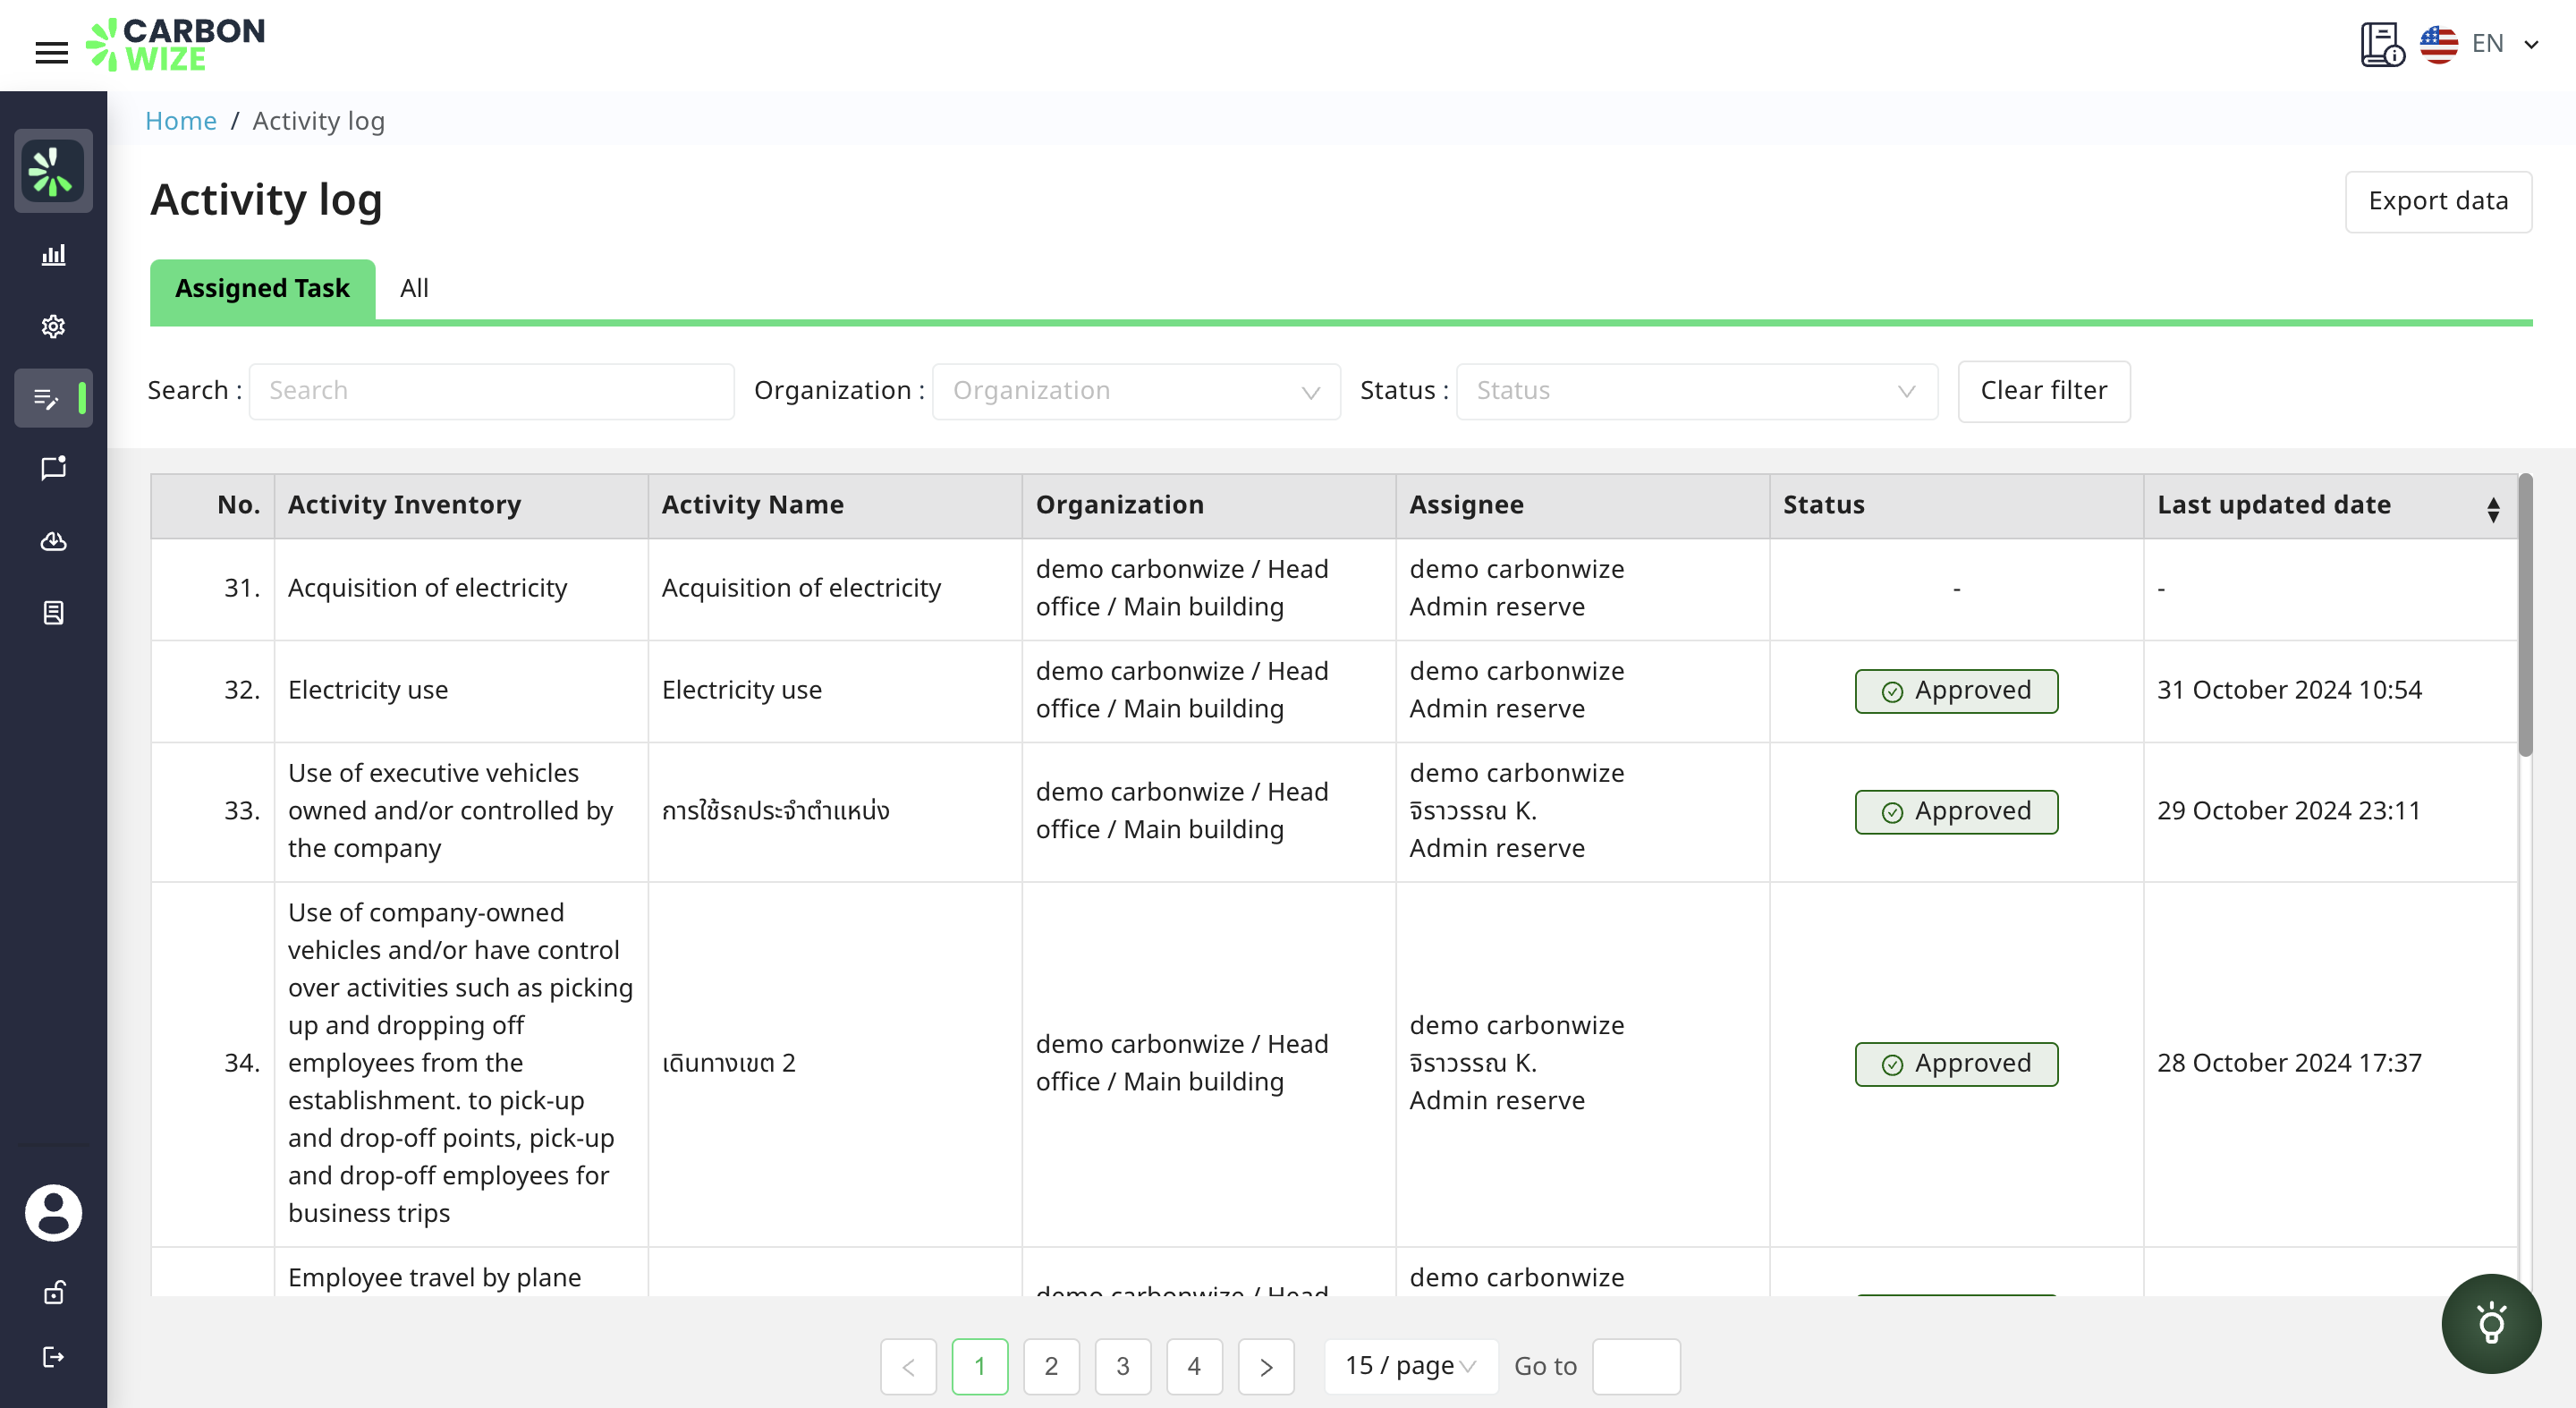 CARBON
WIZE
EN
Home / Activity log
Activity log
Export data
Assigned Task
All
Search :
Search
Organization :
Organization
Status :
Status
Clear filter
No.
Activity Inventory
Activity Name
Organization
Assignee
Status
Last updated date
31.
Acquisition of electricity
Acquisition of electricity
demo carbonwize / Head
office / Main building
demo carbonwize
Admin reserve
-
-
32.
Electricity use
Electricity use
demo carbonwize / Head
office / Main building
demo carbonwize
Admin reserve
Approved
31 October 2024 10:54
33.
Use of executive vehicles
owned and/or controlled by
the company
การใช้รถประจำตำแหน่ง
demo carbonwize / Head
office / Main building
demo carbonwize
จิราวรรณ K.
Admin reserve
Approved
29 October 2024 23:11
34.
Use of company-owned
vehicles and/or have control
over activities such as picking
up and dropping off
employees from the
establishment. to pick-up
and drop-off points, pick-up
and drop-off employees for
business trips
เดินทางเขต 2
demo carbonwize / Head
office / Main building
demo carbonwize
จิราวรรณ K.
Admin reserve
Approved
28 October 2024 17:37
Employee travel by plane
demo carbonwize / Head
demo carbonwize
1
2
3
4
15 / page
Go to